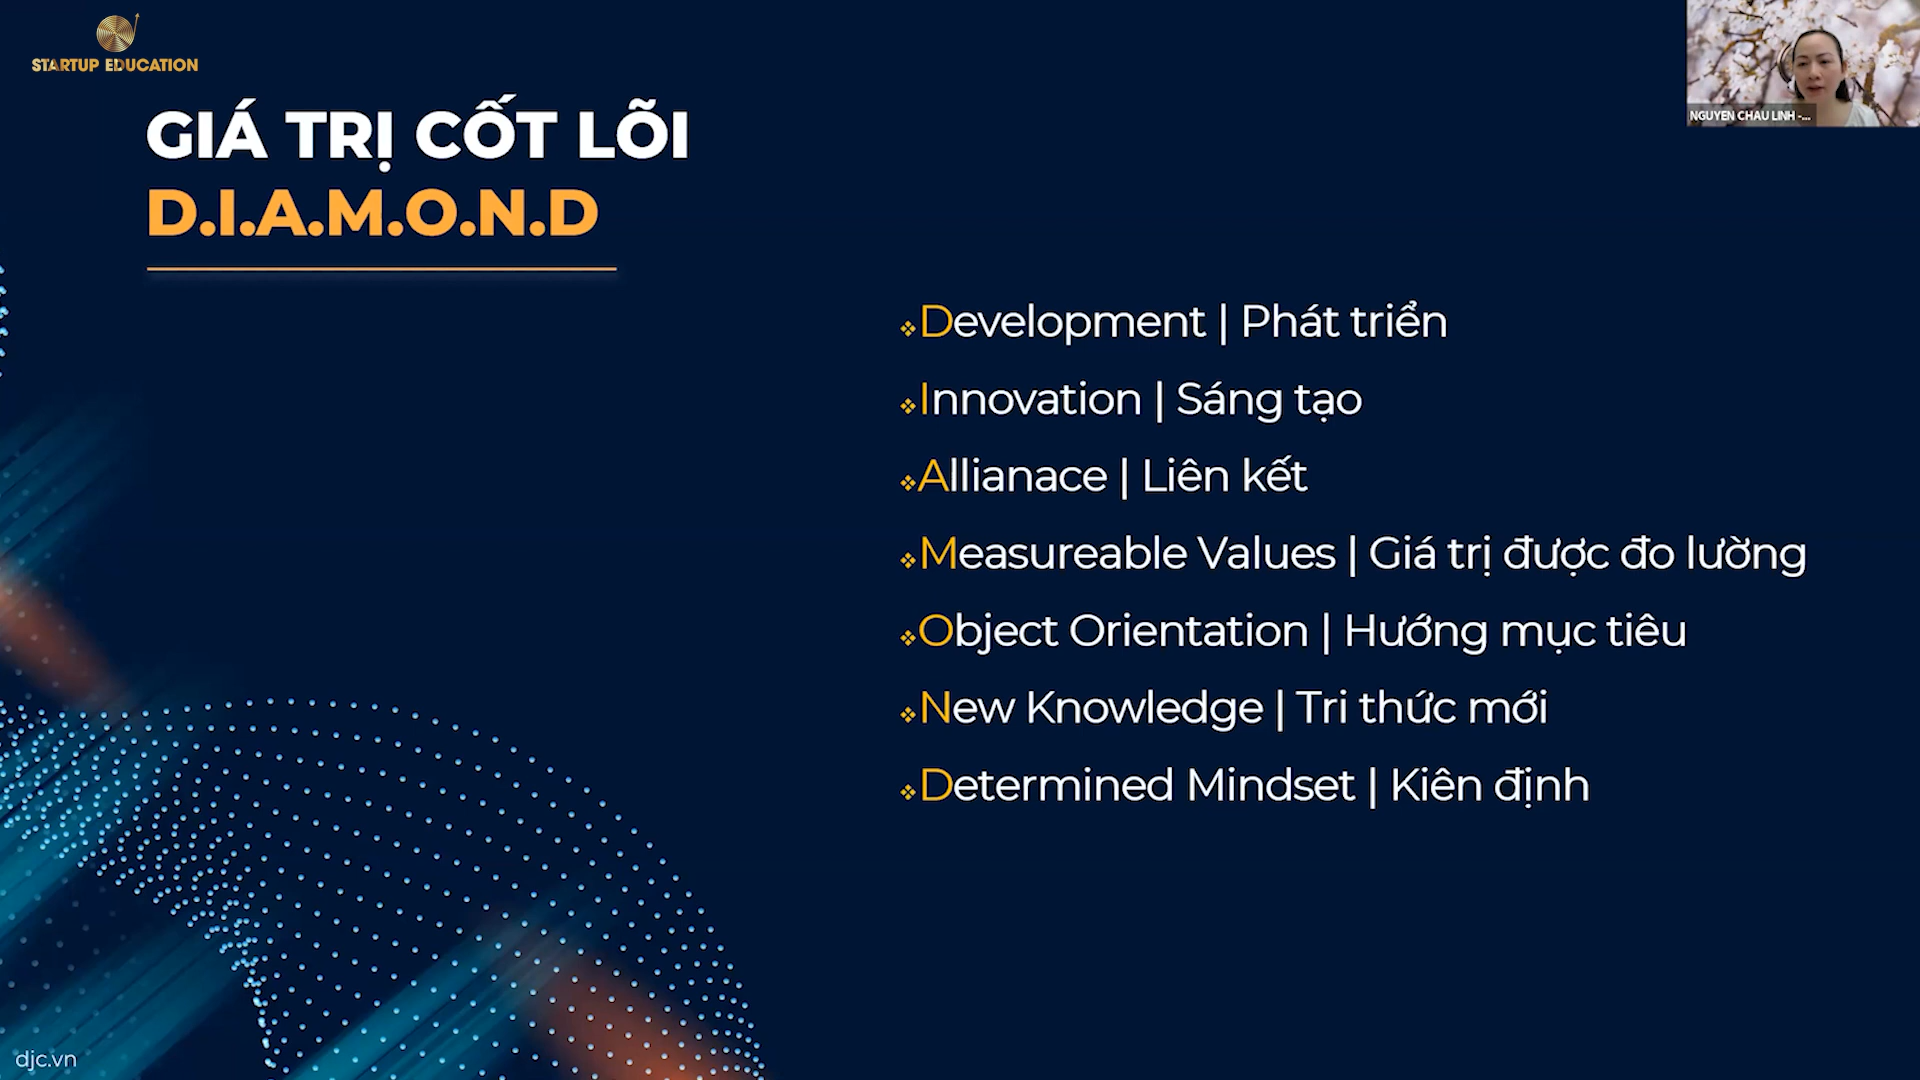 STARTUP EDUCATION
GIÁ TRỊ CỐT LÕI
D.I.A.M.O.N.D
NGUYEN CHAU LINH -...
Development | Phát triển
Innovation | Sáng tạo
Allianace | Liên kết
Measureable Values | Giá trị được đo lường
Object Orientation | Hướng mục tiêu
New Knowledge | Tri thức mới
Determined Mindset | Kiên định
djc.vn